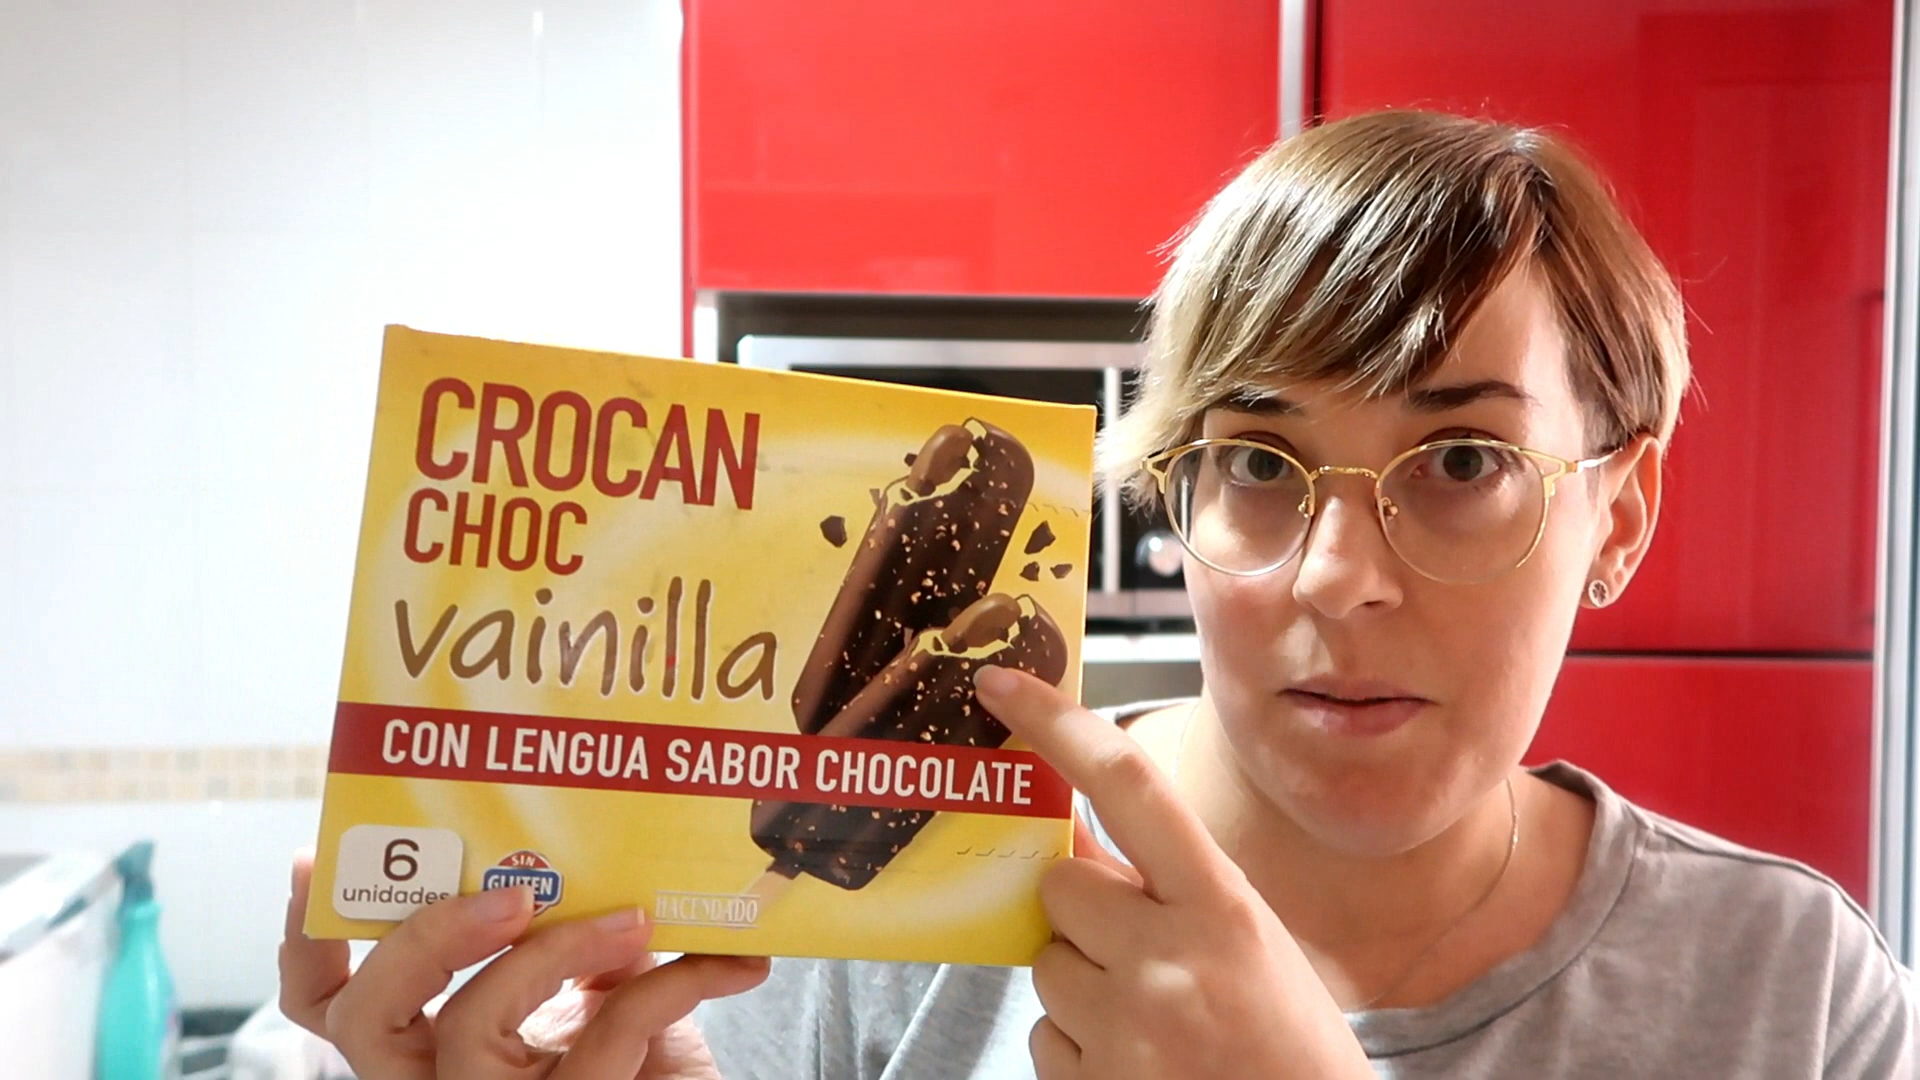 CROCAN
CHOC
vainilla
CON LENGUA SABOR CHOCOLATE
6
unidades
SIN
GLUTEN
HACENDADO